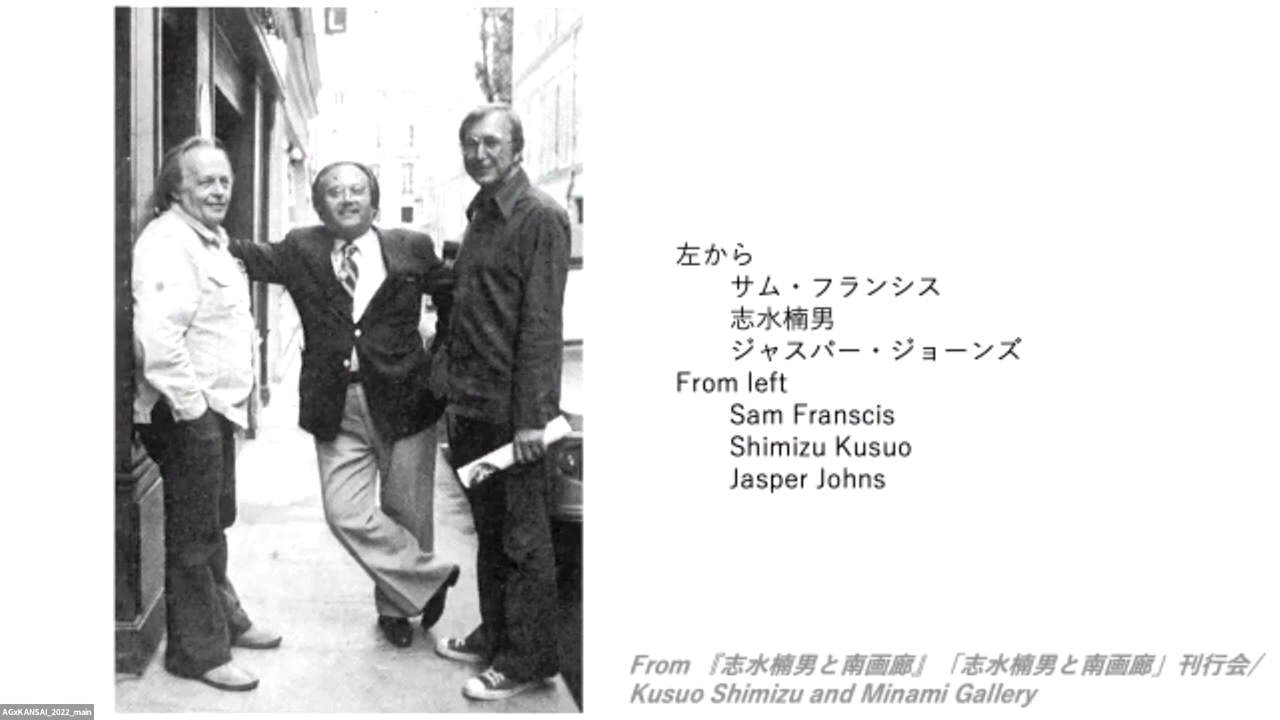 L
左から
サム・フランシス
志水楠男
ジャスパー・ジョーンズ
From left
Sam Franscis
Shimizu Kusuo
Jasper Johns
From 『志水楠男と南画廊』「志水楠男と南画廊」刊行会/
Kusuo Shimizu and Minami Gallery
AGxKANSAI_2022_main